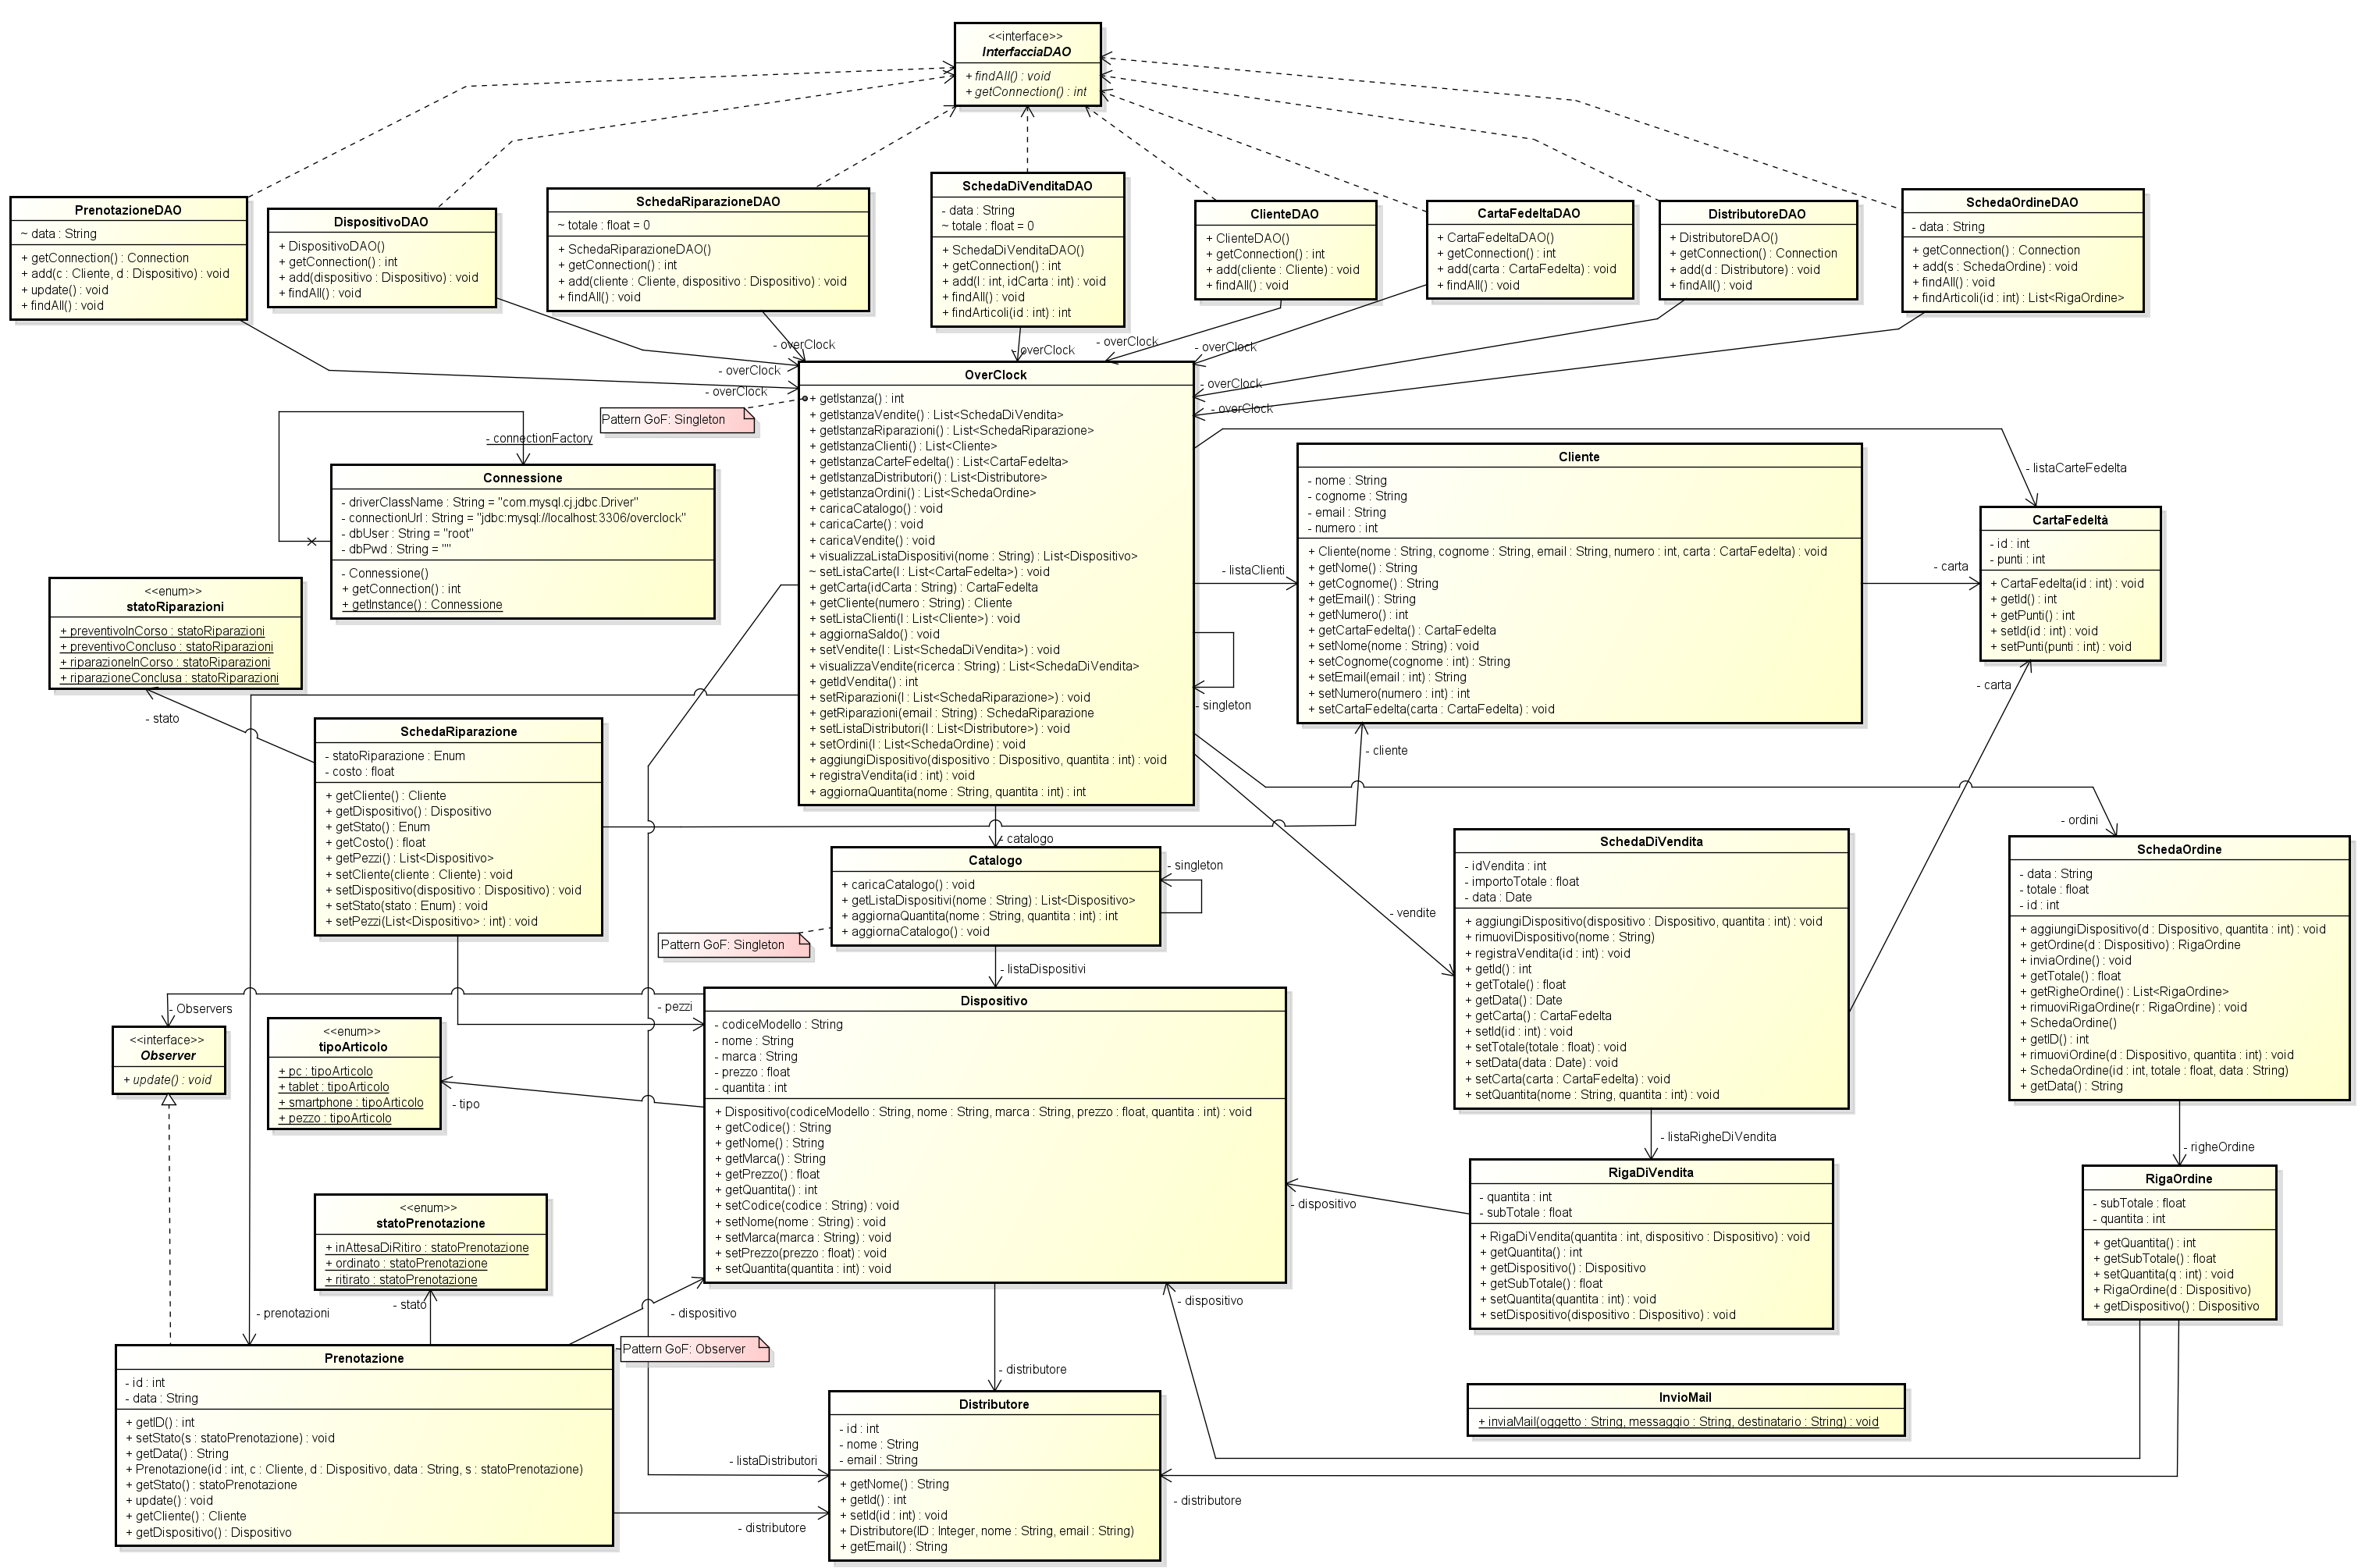 <<interface>>
InterfacciaDAO
+ findAll() : void
+ getConnection() : int
PrenotazioneDAO
~ data : String
+ getConnection() : Connection
+ add(c : Cliente, d : Dispositivo) : void
+ update() : void
+ findAll() : void
DispositivoDAO
+ DispositivoDAO()
+ getConnection() : int
+ add(dispositivo : Dispositivo) : void
+ findAll() : void
SchedaRiparazioneDAO
~ totale : float = 0
+ SchedaRiparazioneDAO()
+ getConnection() : int
+ add(cliente : Cliente, dispositivo : Dispositivo) : void
+ findAll() : void
SchedaDiVenditaDAO
- data : String
~ totale : float = 0
+ SchedaDiVenditaDAO()
+ getConnection() : int
+ add(l : int, idCarta : int) : void
+ findAll() : void
+ findArticoli(id : int) : int
ClienteDAO
+ ClienteDAO()
+ getConnection() : int
+ add(cliente : Cliente) : void
+ findAll() : void
CartaFedeltaDAO
+ CartaFedeltaDAO()
+ getConnection() : int
+ add(carta : CartaFedelta) : void
+ findAll() : void
DistributoreDAO
+ DistributoreDAO()
+ getConnection() : Connection
+ add(d : Distributore) : void
+ findAll() : void
SchedaOrdineDAO
- data : String
+ getConnection() : Connection
+ add(s : SchedaOrdine) : void
+ findAll() : void
+ findArticoli(id : int) : List<RigaOrdine>
- overClock
- overClock
- overClock
- overClock
- overClock
- overClock
- overClock
- overClock
Pattern GoF: Singleton
OverClock
+ getIstanza() : int
+ getIstanzaVendite() : List<SchedaDiVendita>
+ getIstanzaRiparazioni() : List<SchedaRiparazione>
+ getIstanzaClienti() : List<Cliente>
+ getIstanzaCarteFedelta() : List<CartaFedelta>
+ getIstanzaDistributori() : List<Distributore>
+ getIstanzaOrdini() : List<SchedaOrdine>
+ caricaCatalogo() : void
+ caricaCarte() : void
+ caricaVendite() : void
+ visualizzaListaDispositivi(nome : String) : List<Dispositivo>
~ setListaCarte(l : List<CartaFedelta>) : void
+ getCarta(idCarta : String) : CartaFedelta
+ getCliente(numero : String) : Cliente
+ setListaClienti(l : List<Cliente>) : void
+ aggiornaSaldo() : void
+ setVendite(l : List<SchedaDiVendita>) : void
+ visualizzaVendite(ricerca : String) : List<SchedaDiVendita>
+ getIdVendita() : int
+ setRiparazioni(l : List<SchedaRiparazione>) : void
+ getRiparazioni(email : String) : SchedaRiparazione
+ setListaDistributori(l : List<Distributore>) : void
+ setOrdini(l : List<SchedaOrdine) : void
+ aggiungiDispositivo(dispositivo : Dispositivo, quantita : int) : void
+ registraVendita(id : int) : void
+ aggiornaQuantita(nome : String, quantita : int) : int
- connectionFactory
Connessione
- driverClassName : String = "com.mysql.cj.jdbc.Driver"
- connectionUrl : String = "jdbc:mysql://localhost:3306/overclock"
- dbUser : String = "root"
- dbPwd : String = ""
- Connessione()
+ getConnection() : int
+ getInstance() : Connessione
- listaClienti
- singleton
Cliente
- nome : String
- cognome : String
- email : String
- numero : int
+ Cliente(nome : String, cognome : String, email : String, numero : int, carta : CartaFedelta) : void
+ getNome() : String
+ getCognome() : String
+ getEmail() : String
+ getNumero() : int
+ getCartaFedelta() : CartaFedelta
+ setNome(nome : String) : void
+ setCognome(cognome : int) : String
+ setEmail(email : int) : String
+ setNumero(numero : int) : int
+ setCartaFedelta(carta : CartaFedelta) : void
- listaCarteFedelta
- carta
CartaFedeltà
- id : int
- punti : int
+ CartaFedelta(id : int) : void
+ getId() : int
+ getPunti() : int
+ setId(id : int) : void
+ setPunti(punti : int) : void
- carta
- cliente
<<enum>>
statoRiparazioni
+ preventivoInCorso : statoRiparazioni
+ preventivoConcluso : statoRiparazioni
+ riparazioneInCorso : statoRiparazioni
+ riparazioneConclusa : statoRiparazioni
- stato
SchedaRiparazione
- statoRiparazione : Enum
- costo : float
+ getCliente() : Cliente
+ getDispositivo() : Dispositivo
+ getStato() : Enum
+ getCosto() : float
+ getPezzi() : List<Dispositivo>
+ setCliente(cliente : Cliente) : void
+ setDispositivo(dispositivo : Dispositivo) : void
+ setStato(stato : Enum) : void
+ setPezzi(List<Dispositivo> : int) : void
- catalogo
Catalogo
+ caricaCatalogo() : void
+ getListaDispositivi(nome : String) : List<Dispositivo>
+ aggiornaQuantita(nome : String, quantita : int) : int
+ aggiornaCatalogo() : void
- singleton
Pattern GoF: Singleton
- listaDispositivi
- vendite
- ordini
SchedaDiVendita
- idVendita : int
- importoTotale : float
- data : Date
+ aggiungiDispositivo(dispositivo : Dispositivo, quantita : int) : void
+ rimuoviDispositivo(nome : String)
+ registraVendita(id : int) : void
+ getId() : int
+ getTotale() : float
+ getData() : Date
+ getCarta() : CartaFedelta
+ setId(id : int) : void
+ setTotale(totale : float) : void
+ setData(data : Date) : void
+ setCarta(carta : CartaFedelta) : void
+ setQuantita(nome : String, quantita : int) : void
SchedaOrdine
- data : String
- totale : float
- id : int
+ aggiungiDispositivo(d : Dispositivo, quantita : int) : void
+ getOrdine(d : Dispositivo) : RigaOrdine
+ inviaOrdine() : void
+ getTotale() : float
+ getRigheOrdine() : List<RigaOrdine>
+ rimuoviRigaOrdine(r : RigaOrdine) : void
+ SchedaOrdine()
+ getID() : int
+ rimuoviOrdine(d : Dispositivo, quantita : int) : void
+ SchedaOrdine(id : int, totale : float, data : String)
+ getData() : String
- Observers
<<interface>>
Observer
+ update() : void
<<enum>>
tipoArticolo
+ pc : tipoArticolo
+ tablet : tipoArticolo
+ smartphone : tipoArticolo
+ pezzo : tipoArticolo
- tipo
- pezzi
Dispositivo
- codiceModello : String
- nome : String
- marca : String
- prezzo : float
- quantita : int
+ Dispositivo(codiceModello : String, nome : String, marca : String, prezzo : float, quantita : int) : void
+ getCodice() : String
+ getNome() : String
+ getMarca() : String
+ getPrezzo() : float
+ getQuantita() : int
+ setCodice(codice : String) : void
+ setNome(nome : String) : void
+ setMarca(marca : String) : void
+ setPrezzo(prezzo : float) : void
+ setQuantita(quantita : int) : void
- listaRigheDiVendita
RigaDiVendita
- quantita : int
- subTotale : float
+ RigaDiVendita(quantita : int, dispositivo : Dispositivo) : void
+ getQuantita() : int
+ getDispositivo() : Dispositivo
+ getSubTotale() : float
+ setQuantita(quantita : int) : void
+ setDispositivo(dispositivo : Dispositivo) : void
- dispositivo
- righeOrdine
RigaOrdine
- subTotale : float
- quantita : int
+ getQuantita() : int
+ getSubTotale() : float
+ setQuantita(q : int) : void
+ RigaOrdine(d : Dispositivo)
+ getDispositivo() : Dispositivo
<<enum>>
statoPrenotazione
+ inAttesaDiRitiro : statoPrenotazione
+ ordinato : statoPrenotazione
+ ritirato : statoPrenotazione
- stato
- prenotazioni
- dispositivo
- dispositivo
Pattern GoF: Observer
Prenotazione
- id : int
- data : String
+ getID() : int
+ setStato(s : statoPrenotazione) : void
+ getData() : String
+ Prenotazione(id : int, c : Cliente, d : Dispositivo, data : String, s : statoPrenotazione)
+ getStato() : statoPrenotazione
+ update() : void
+ getCliente() : Cliente
+ getDispositivo() : Dispositivo
- distributore
- listaDistributori
- distributore
- distributore
Distributore
- id : int
- nome : String
- email : String
+ getNome() : String
+ getId() : int
+ setId(id : int) : void
+ Distributore(ID : Integer, nome : String, email : String)
+ getEmail() : String
InvioMail
+ inviaMail(oggetto : String, messaggio : String, destinatario : String) : void